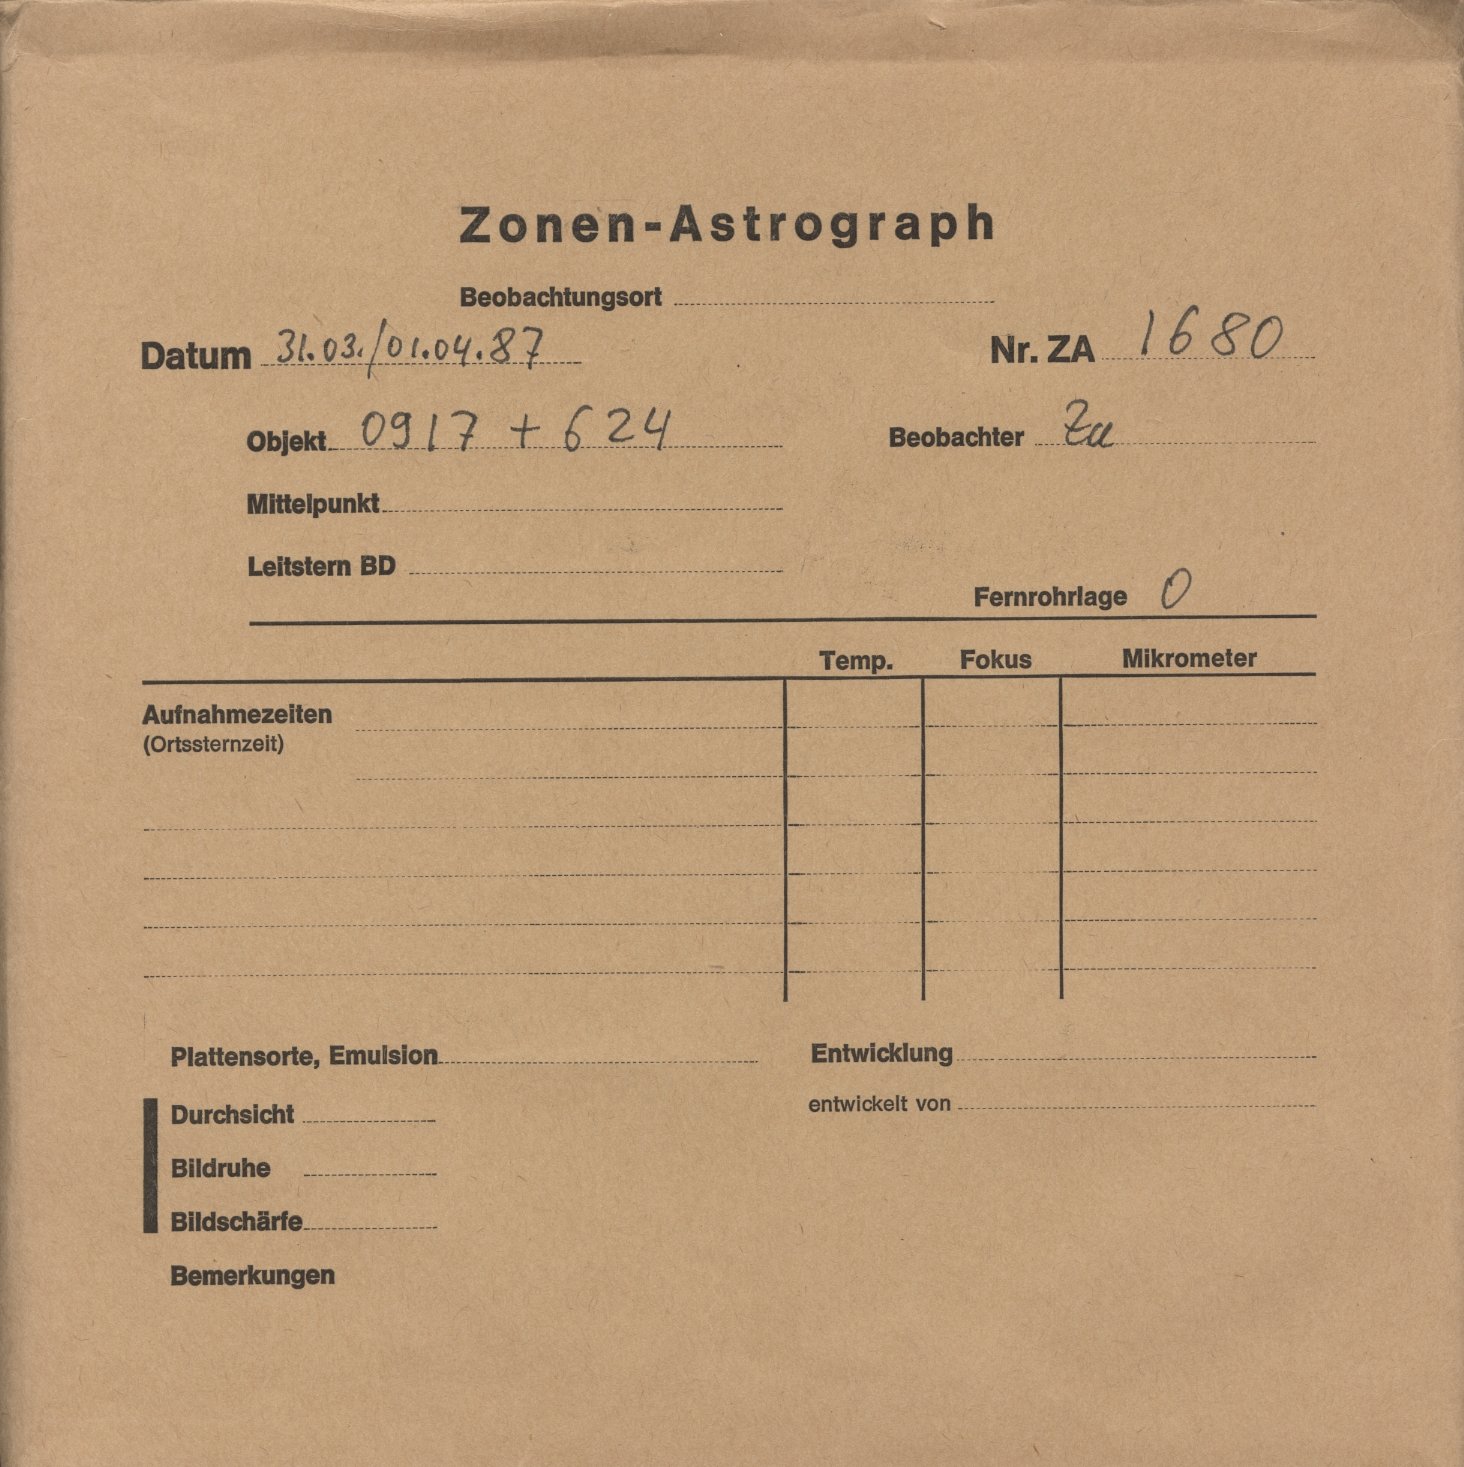 Zonen-Astrograph
Beobachtungsort
Datum 31.03./01.04.87
Nr. ZA 1680
Objekt 0917 + 624
Beobachter Za
Mittelpunkt
Leitstern BD
Fernrohrlage O
Temp. Fokus Mikrometer
Aufnahmezeiten
(Ortssternzeit)
Plattensorte, Emulsion
Entwicklung
Durchsicht
entwickelt von
Bildruhe
Bildschärfe
Bemerkungen